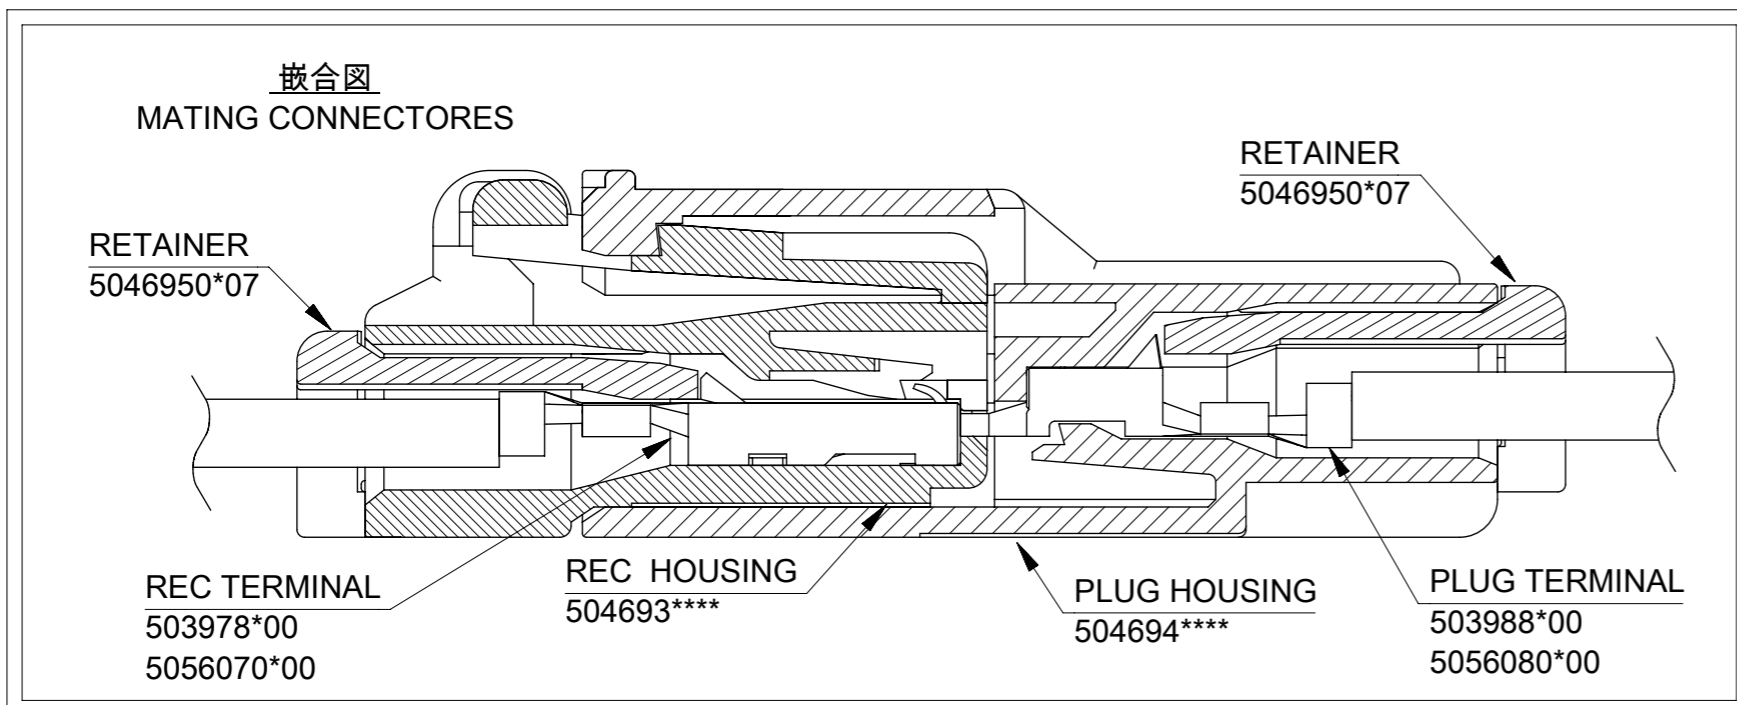 嵌合図
MATING CONNECTORES
RETAINER
5046950*07
RETAINER
5046950*07
REC TERMINAL
503978*00
5056070*00
REC HOUSING
504693****
PLUG HOUSING
504694****
PLUG TERMINAL
503988*00
5056080*00